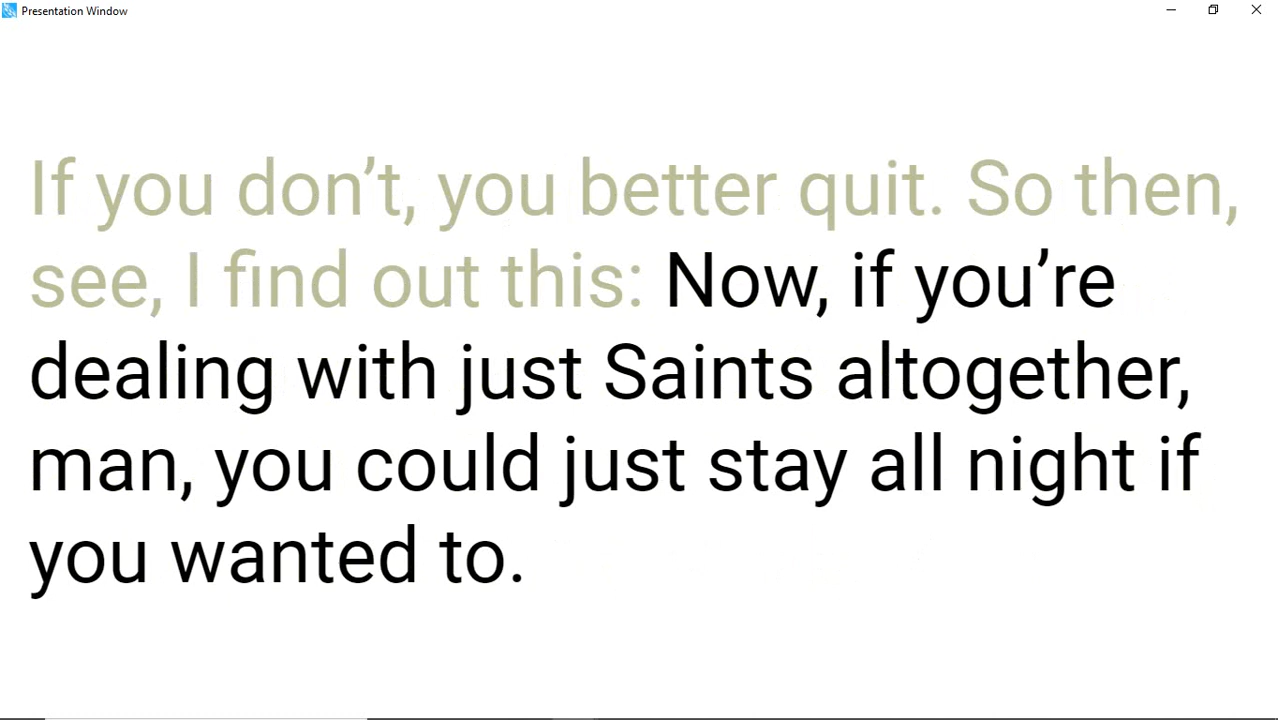 Presentation Window
If you don’t, you better quit. So then,
see, I find out this: Now, if you’re
dealing with just Saints altogether,
man, you could just stay all night if
you wanted to.